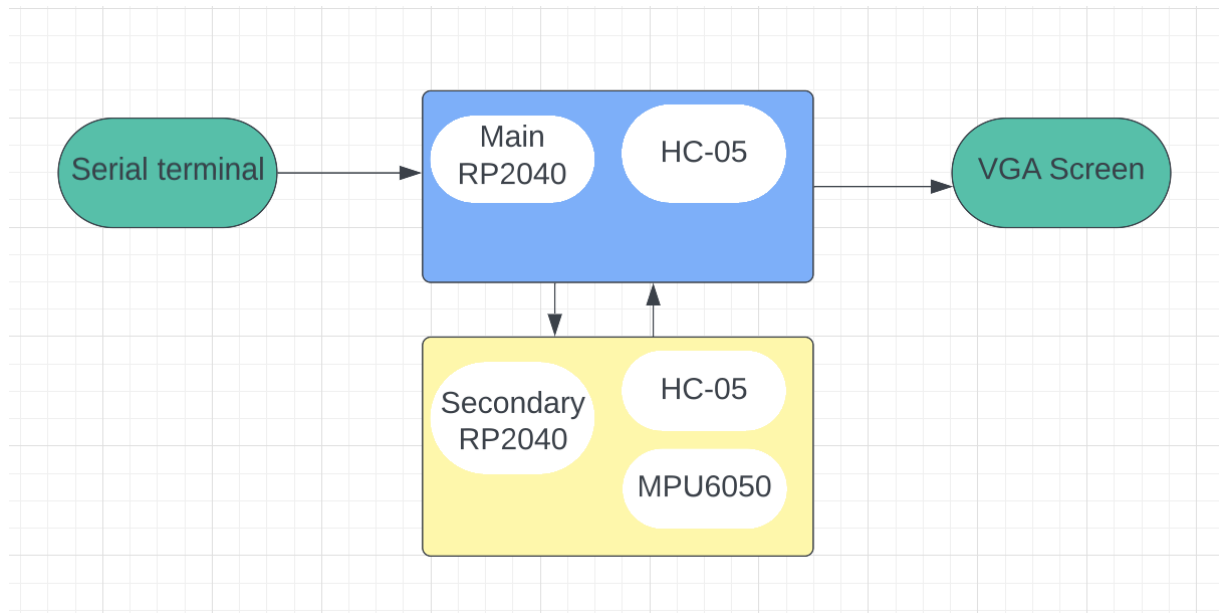 Serial terminal
Main
RP2040
HC-05
VGA Screen
Secondary
RP2040
HC-05
MPU6050